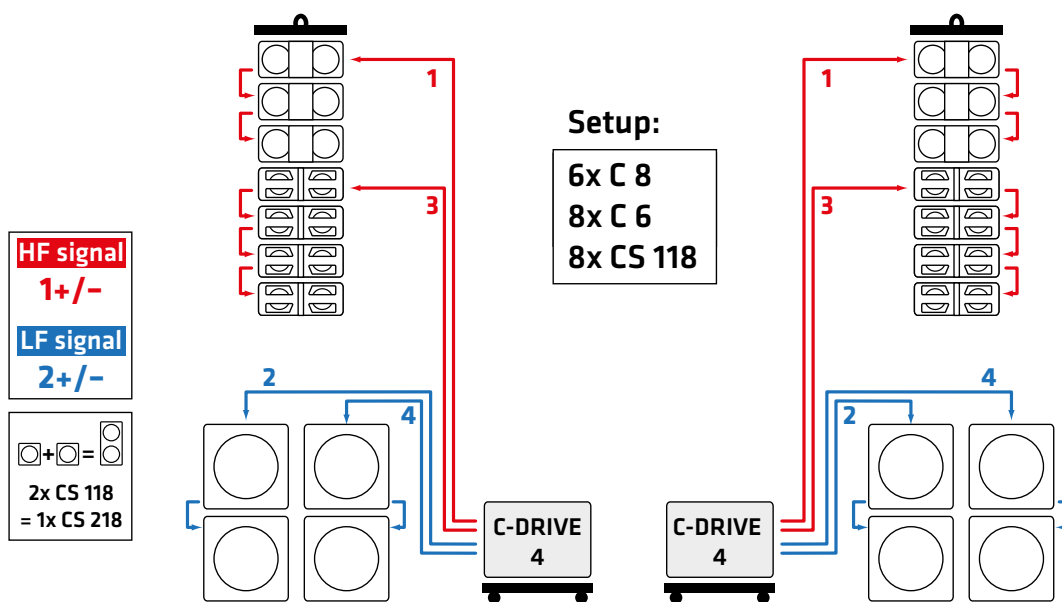 1
1
Setup:
6x C 8
8x C 6
8x CS 118
3
3
HF signal
1+/−
LF signal
2+/−
2
4
4
2
+ =
2x CS 118
= 1x CS 218
C-DRIVE
4
C-DRIVE
4